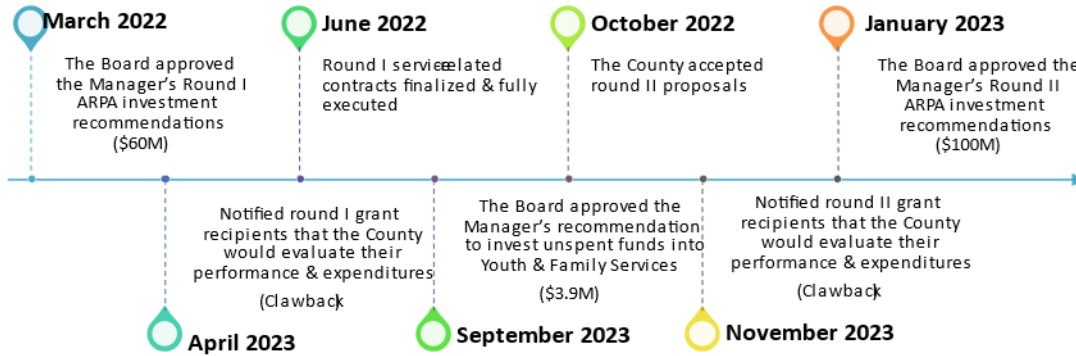 March 2022
The Board approved
the Manager's Round I
ARPA investment
recommendations
($60M)
June 2022
Round I service-related
contracts finalized & fully
executed
October 2022
The County accepted
round II proposals
January 2023
The Board approved the
Manager's Round II
ARPA investment
recommendations
($100M)
Notified round I grant
recipients that the County
would evaluate their
performance & expenditures
(Clawback)
April 2023
The Board approved the
Manager's recommendation
to invest unspent funds into
Youth & Family Services
($3.9M)
September 2023
Notified round II grant
recipients that the County
would evaluate their
performance & expenditures
(Clawback)
November 2023